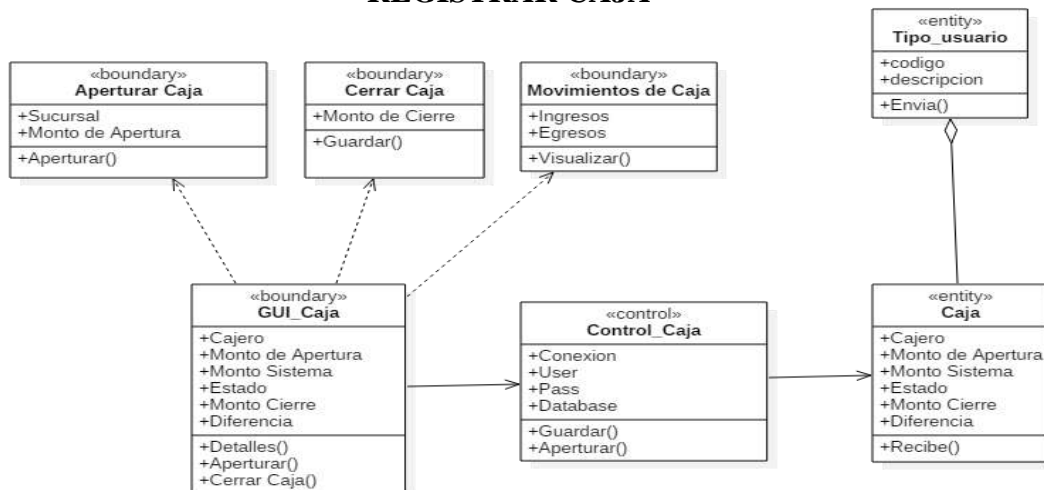 REGISTRAR CAJA
«entity»
Tipo_usuario
+codigo
+descripcion
+Envia()
«boundary»
Aperturar Caja
+Sucursal
+Monto de Apertura
+Aperturar()
«boundary»
Cerrar Caja
+Monto de Cierre
+Guardar()
«boundary»
Movimientos de Caja
+Ingresos
+Egresos
+Visualizar()
«boundary»
GUI_Caja
+Cajero
+Monto de Apertura
+Monto Sistema
+Estado
+Monto Cierre
+Diferencia
+Detalles()
+Aperturar()
+Cerrar Caja()
«control»
Control_Caja
+Conexion
+User
+Pass
+Database
+Guardar()
+Aperturar()
«entity»
Caja
+Cajero
+Monto de Apertura
+Monto Sistema
+Estado
+Monto Cierre
+Diferencia
+Recibe()